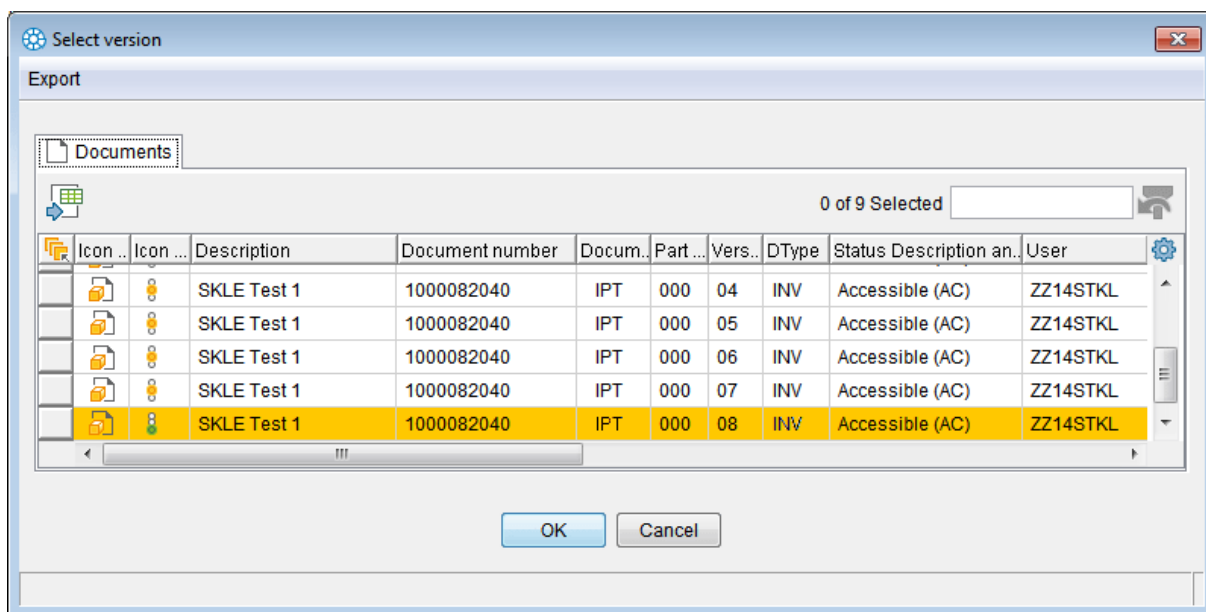 Select version
Export
Documents
0 of 9 Selected
Icon .. Icon ... Description Document number Docum.. Part ... Vers.. DType Status Description an.. User
SKLE Test 1 1000082040 IPT 000 04 INV Accessible (AC) ZZ14STKL
SKLE Test 1 1000082040 IPT 000 05 INV Accessible (AC) ZZ14STKL
SKLE Test 1 1000082040 IPT 000 06 INV Accessible (AC) ZZ14STKL
SKLE Test 1 1000082040 IPT 000 07 INV Accessible (AC) ZZ14STKL
SKLE Test 1 1000082040 IPT 000 08 INV Accessible (AC) ZZ14STKL
OK Cancel